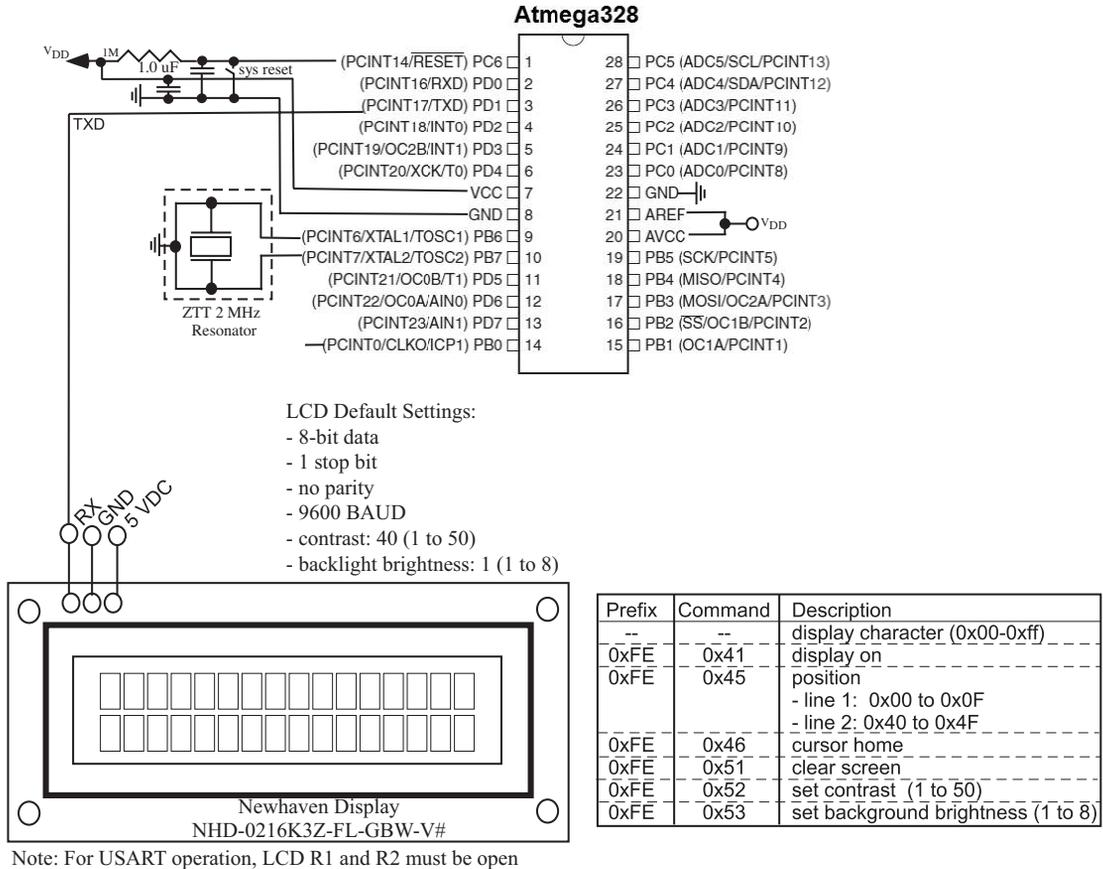 Atmega328
VDD
1M
1.0 uF
sys reset
TXD
(PCINT14/RESET) PC6 1
(PCINT16/RXD) PD0 2
(PCINT17/TXD) PD1 3
(PCINT18/INT0) PD2 4
(PCINT19/OC2B/INT1) PD3 5
(PCINT20/XCK/T0) PD4 6
VCC 7
GND 8
(PCINT6/XTAL1/TOSC1) PB6 9
(PCINT7/XTAL2/TOSC2) PB7 10
(PCINT21/OC0B/T1) PD5 11
(PCINT22/OC0A/AIN0) PD6 12
(PCINT23/AIN1) PD7 13
(PCINT0/CLKO/ICP1) PB0 14
28 PC5 (ADC5/SCL/PCINT13)
27 PC4 (ADC4/SDA/PCINT12)
26 PC3 (ADC3/PCINT11)
25 PC2 (ADC2/PCINT10)
24 PC1 (ADC1/PCINT9)
23 PC0 (ADC0/PCINT8)
22 GND
21 AREF
VDD
20 AVCC
19 PB5 (SCK/PCINT5)
18 PB4 (MISO/PCINT4)
17 PB3 (MOSI/OC2A/PCINT3)
16 PB2 (SS/OC1B/PCINT2)
15 PB1 (OC1A/PCINT1)
ZTT 2 MHz
Resonator
LCD Default Settings:
- 8-bit data
- 1 stop bit
- no parity
- 9600 BAUD
- contrast: 40 (1 to 50)
- backlight brightness: 1 (1 to 8)
RX
GND
5 VDC
Newhaven Display
NHD-0216K3Z-FL-GBW-V#
Note: For USART operation, LCD R1 and R2 must be open
Prefix Command Description
-- -- display character (0x00-0xff)
0xFE 0x41 display on
0xFE 0x45 position
- line 1: 0x00 to 0x0F
- line 2: 0x40 to 0x4F
0xFE 0x46 cursor home
0xFE 0x51 clear screen
0xFE 0x52 set contrast (1 to 50)
0xFE 0x53 set background brightness (1 to 8)